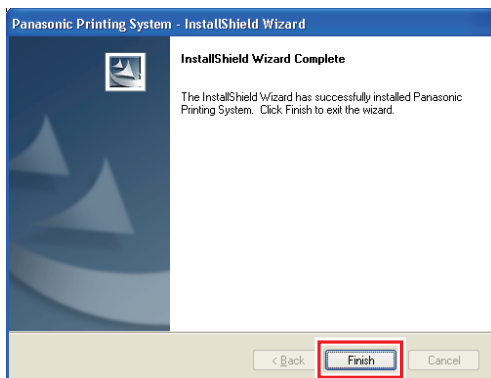 Panasonic Printing System - InstallShield Wizard
InstallShield Wizard Complete
The InstallShield Wizard has successfully installed Panasonic
Printing System. Click Finish to exit the wizard.
< Back
Finish
Cancel